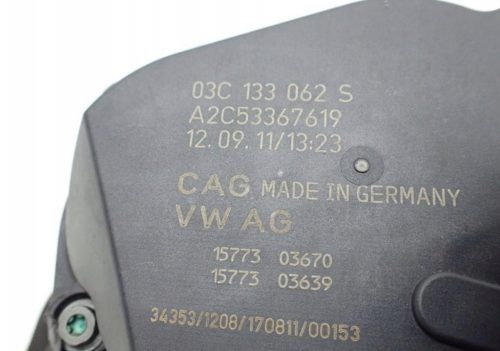 03C 133 062 S
A2C53367619
12.09.11/13:23
CAG MADE IN GERMANY
VW AG
15773 03670
15773 03639
34353/1208/170811/00153